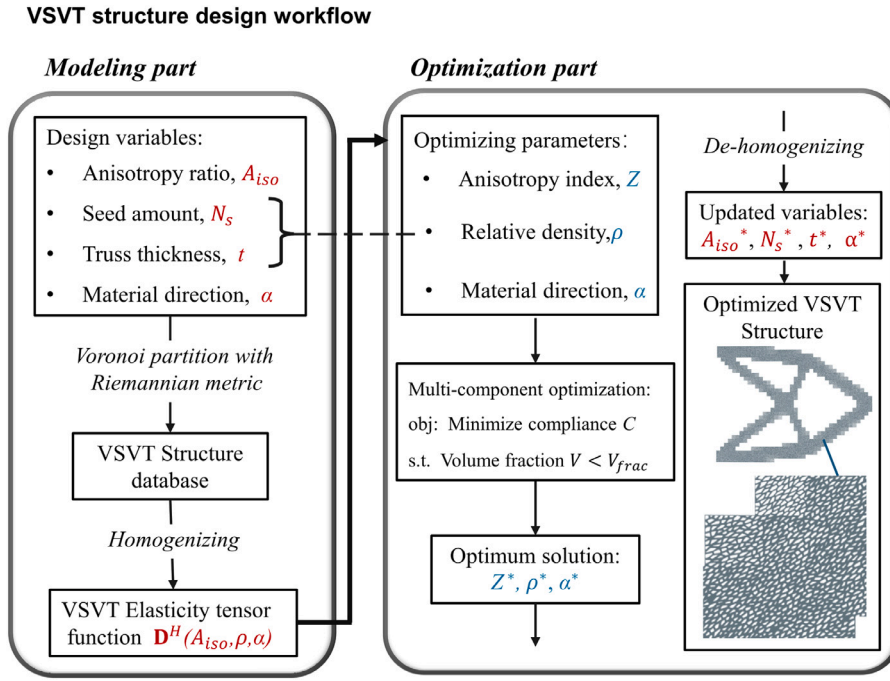 VSVT structure design workflow
Modeling part
Design variables:
• Anisotropy ratio, A_iso
• Seed amount, N_s
• Truss thickness, t
• Material direction, α
Voronoi partition with
Riemannian metric
VSVT Structure
database
Homogenizing
VSVT Elasticity tensor
function D^H(A_iso,ρ,α)
Optimization part
Optimizing parameters:
• Anisotropy index, Z
• Relative density,ρ
• Material direction, α
Multi-component optimization:
obj: Minimize compliance C
s.t. Volume fraction V < V_frac
Optimum solution:
Z*, ρ*, α*
De-homogenizing
Updated variables:
A_iso*, N_s*, t*, α*
Optimized VSVT
Structure